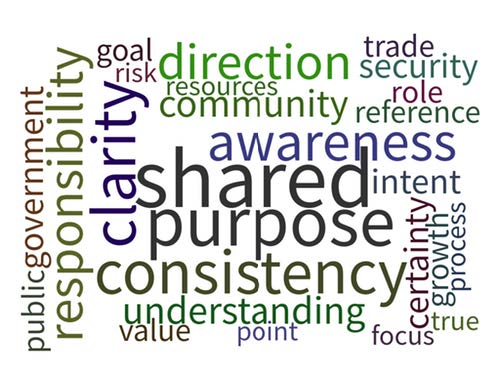 goal
risk
direction
resources
community
trade
security
role
reference
awareness
shared
intent
purpose
consistency
understanding
value
point
focus
true
public
government
responsibility
clarity
certainty
growth
process